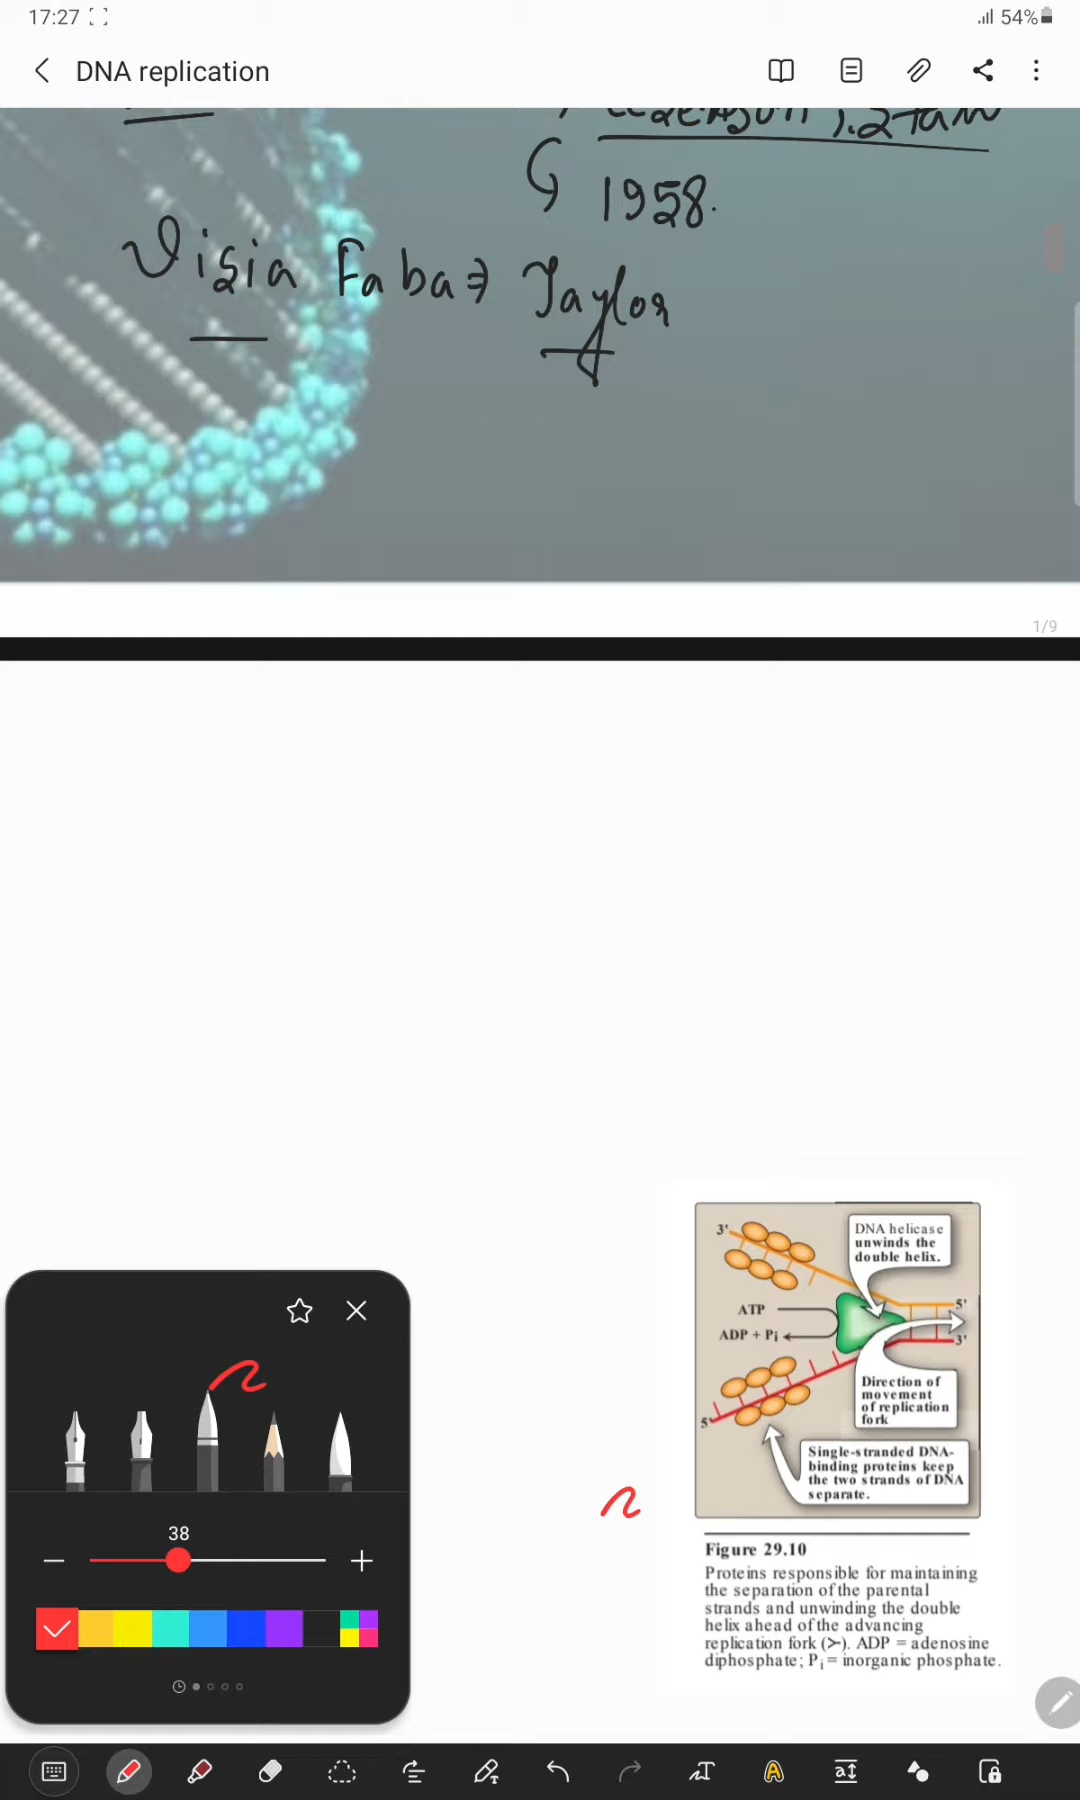 17:27
54%
DNA replication
1958.
Visia Faba⇒ Taylor
1/9
3'
DNA helicase
unwinds the
double helix.
ATP
5'
ADP + Pi
3'
Direction of
movement
of replication
fork
5'
Single-stranded DNA-
binding proteins keep
the two strands of DNA
separate.
38
Figure 29.10
Proteins responsible for maintaining
the separation of the parental
strands and unwinding the double
helix ahead of the advancing
replication fork (≻). ADP = adenosine
diphosphate; Pi = inorganic phosphate.